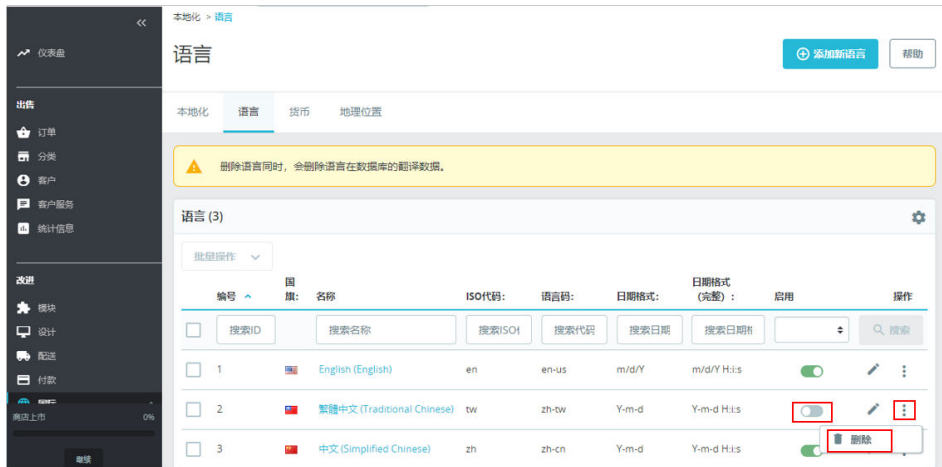 本地化 > 语言
仪表盘
语言
添加新语言
帮助
出售
订单
分类
客户
客户服务
统计信息
改进
模块
设计
配送
付款
国际
商店上市 0%
继续
本地化 语言 货币 地理位置
删除语言同时，会删除语言在数据库的翻译数据。
语言 (3)
批量操作
编号 国旗: 名称 ISO代码: 语言码: 日期格式: 日期格式 (完整) : 启用 操作
搜索ID 搜索名称 搜索ISO 搜索代码 搜索日期 搜索日期 搜索
1 English (English) en en-us m/d/Y m/d/Y H:i:s
2 繁體中文 (Traditional Chinese) tw zh-tw Y-m-d Y-m-d H:i:s
删除
3 中文 (Simplified Chinese) zh zh-cn Y-m-d Y-m-d H:i:s